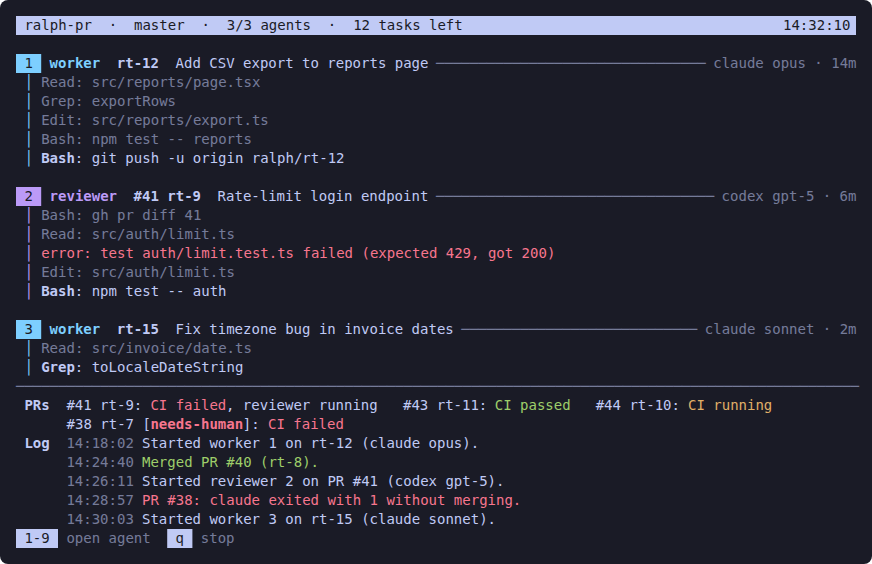 ralph-pr · master · 3/3 agents · 12 tasks left 14:32:10
1 worker rt-12 Add CSV export to reports page claude opus · 14m
Read: src/reports/page.tsx
Grep: exportRows
Edit: src/reports/export.ts
Bash: npm test -- reports
Bash: git push -u origin ralph/rt-12
2 reviewer #41 rt-9 Rate-limit login endpoint codex gpt-5 · 6m
Bash: gh pr diff 41
Read: src/auth/limit.ts
error: test auth/limit.test.ts failed (expected 429, got 200)
Edit: src/auth/limit.ts
Bash: npm test -- auth
3 worker rt-15 Fix timezone bug in invoice dates claude sonnet · 2m
Read: src/invoice/date.ts
Grep: toLocaleDateString
PRs #41 rt-9: CI failed, reviewer running #43 rt-11: CI passed #44 rt-10: CI running
#38 rt-7 [needs-human]: CI failed
Log 14:18:02 Started worker 1 on rt-12 (claude opus).
14:24:40 Merged PR #40 (rt-8).
14:26:11 Started reviewer 2 on PR #41 (codex gpt-5).
14:28:57 PR #38: claude exited with 1 without merging.
14:30:03 Started worker 3 on rt-15 (claude sonnet).
1-9 open agent q stop